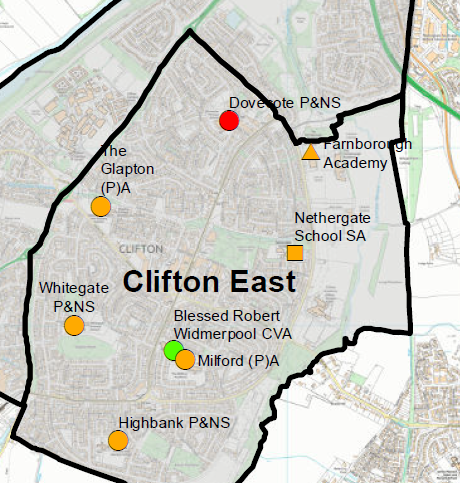 Dovecote P&NS
Farnborough
Academy
The
Glapton
(P)A
Nethergate
School SA
CLIFTON
Clifton East
Whitegate
P&NS
Blessed Robert
Widmerpool CVA
Milford (P)A
Highbank P&NS